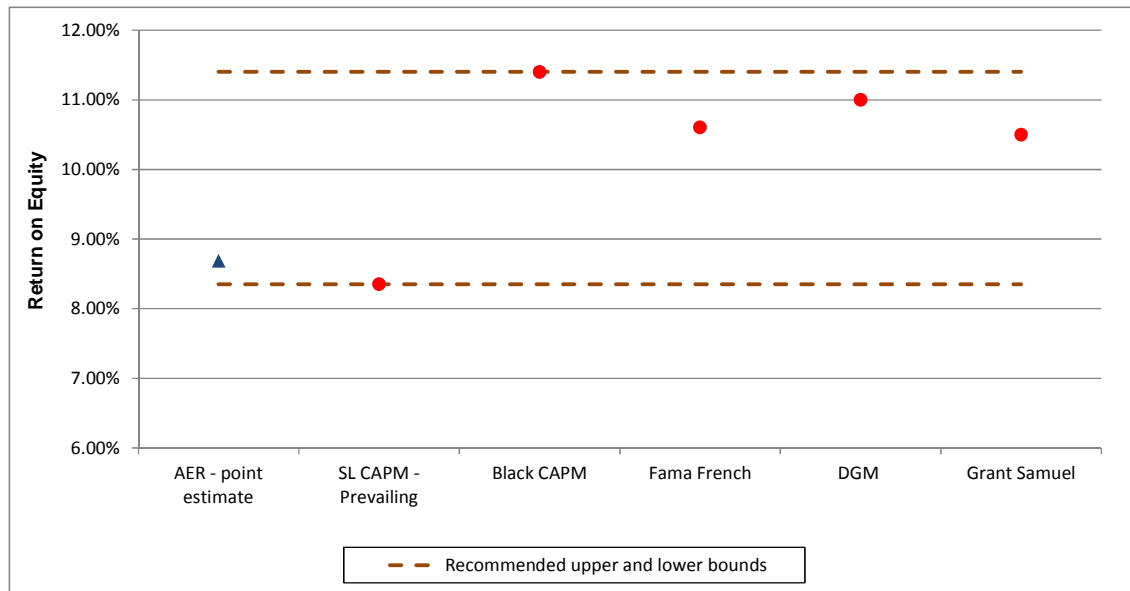 12.00%
11.00%
10.00%
9.00%
8.00%
7.00%
6.00%
Return on Equity
AER - point
estimate
SL CAPM -
Prevailing
Black CAPM
Fama French
DGM
Grant Samuel
Recommended upper and lower bounds